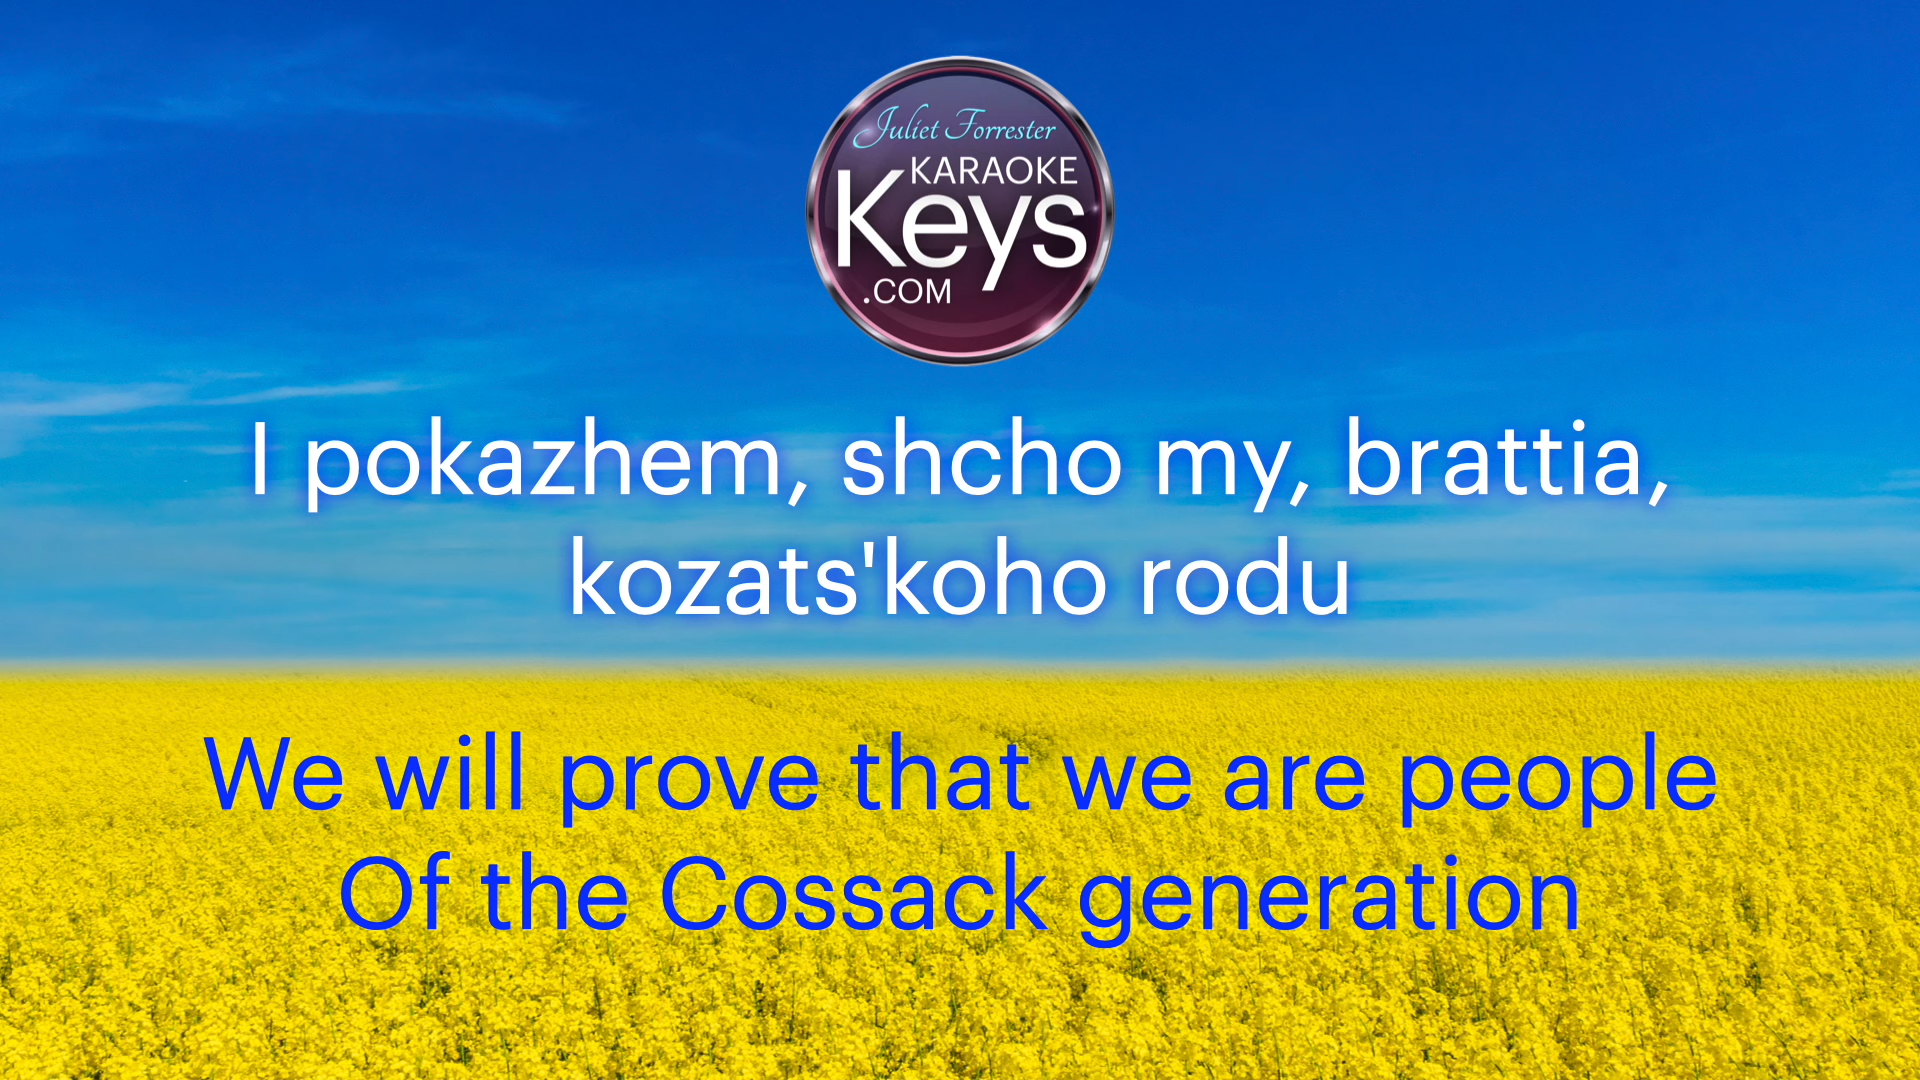 Juliet Forrester
KARAOKE
Keys
.COM
I pokazhem, shcho my, brattia,
kozats'koho rodu
We will prove that we are people
Of the Cossack generation